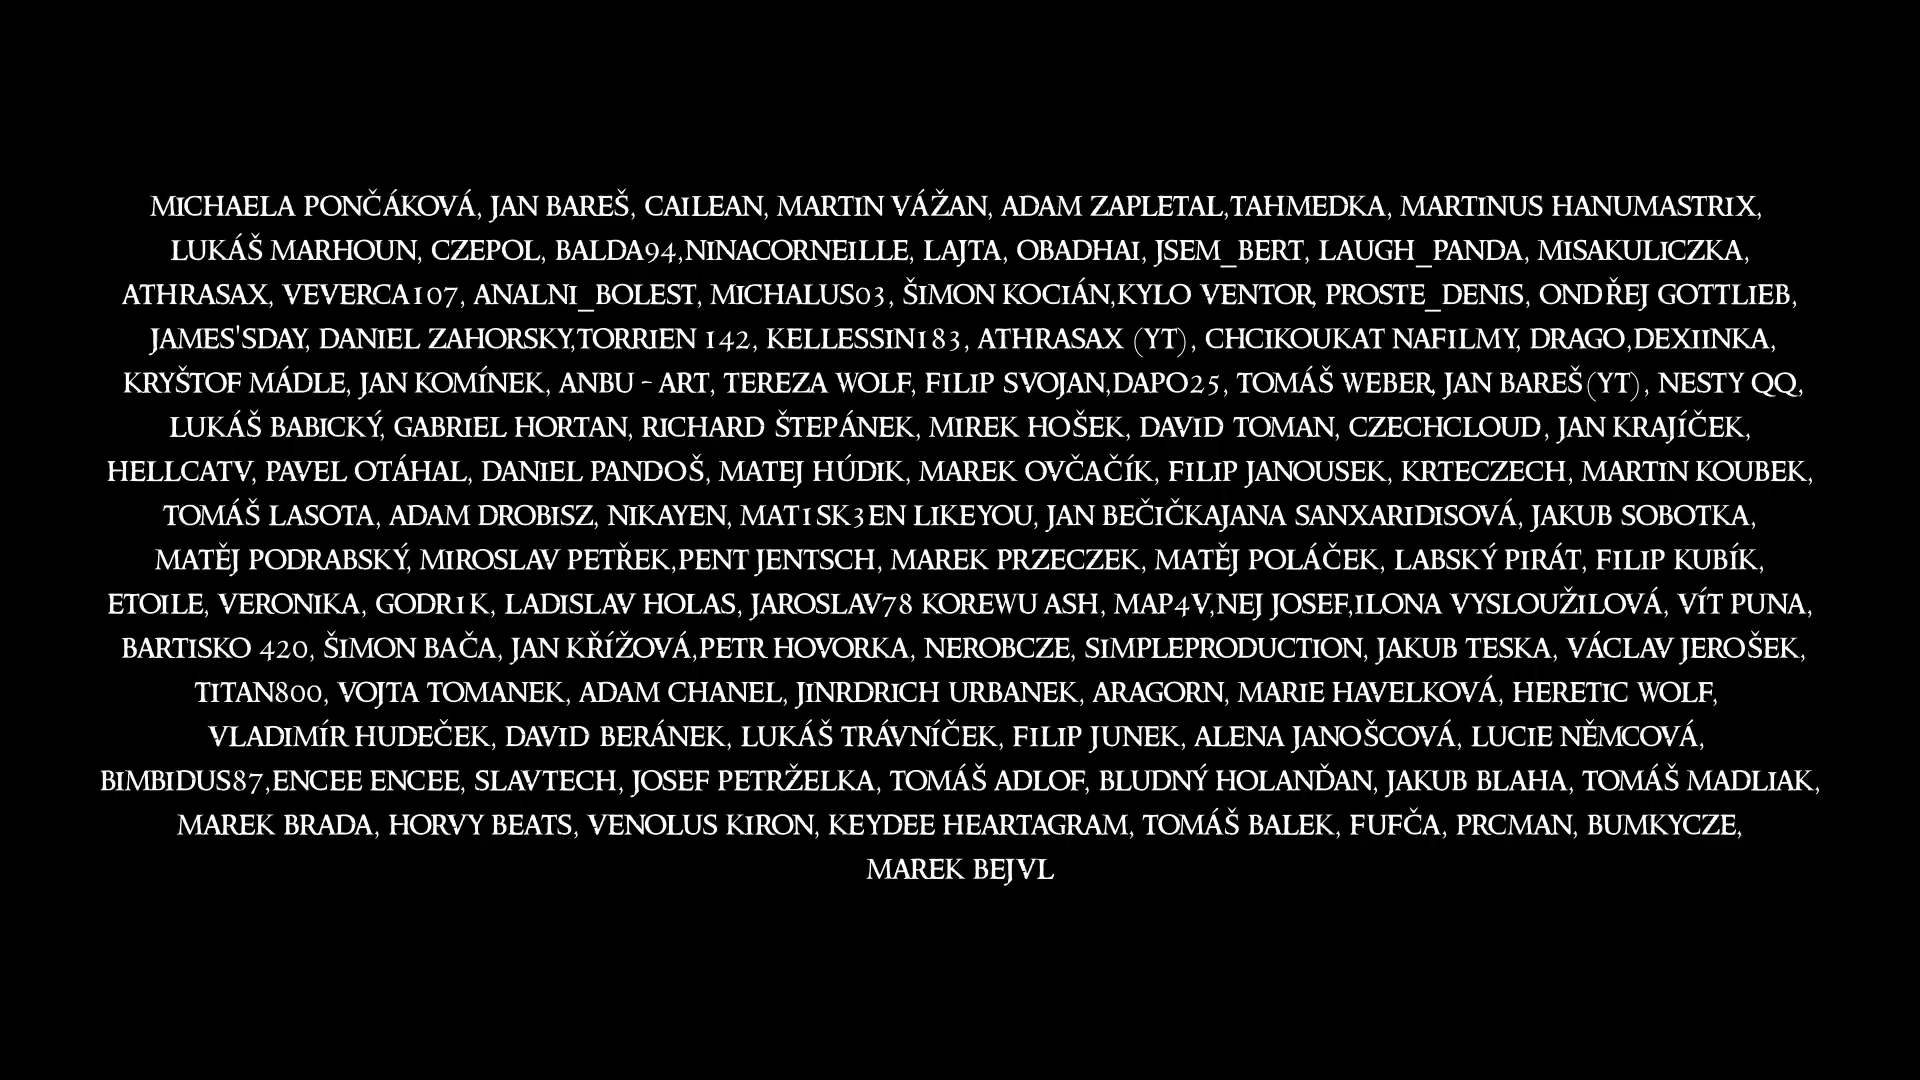 MICHAELA PONČÁKOVÁ, JAN BAREŠ, CAILEAN, MARTIN VÁŽAN, ADAM ZAPLETAL,TAHMEDKA, MARTINUS HANUMASTRIX,
LUKÁŠ MARHOUN, CZEPOL, BALDA94,NINACORNEILLE, LAJTA, OBADHAI, JSEM_BERT, LAUGH_PANDA, MISAKULICZKA,
ATHRASAX, VEVERCA107, ANALNI_BOLEST, MICHALUS03, ŠIMON KOCIÁN,KYLO VENTOR, PROSTE_DENIS, ONDŘEJ GOTTLIEB,
JAMES'SDAY, DANIEL ZAHORSKY,TORRIEN 142, KELLESSIN183, ATHRASAX (YT), CHCIKOUKAT NAFILMY, DRAGO,DEXIINKA,
KRYŠTOF MÁDLE, JAN KOMÍNEK, ANBU - ART, TEREZA WOLF, FILIP SVOJAN,DAPO25, TOMÁŠ WEBER, JAN BAREŠ(YT), NESTY QQ,
LUKÁŠ BABICKÝ, GABRIEL HORTAN, RICHARD ŠTEPÁNEK, MIREK HOŠEK, DAVID TOMAN, CZECHCLOUD, JAN KRAJÍČEK,
HELLCATV, PAVEL OTÁHAL, DANIEL PANDOŠ, MATEJ HÚDIK, MAREK OVČAČÍK, FILIP JANOUSEK, KRTECZECH, MARTIN KOUBEK,
TOMÁŠ LASOTA, ADAM DROBISZ, NIKAYEN, MAT1SK3EN LIKEYOU, JAN BEČIČKAJANA SANXARIDISOVÁ, JAKUB SOBOTKA,
MATĚJ PODRABSKÝ, MIROSLAV PETŘEK,PENT JENTSCH, MAREK PRZECZEK, MATĚJ POLÁČEK, LABSKÝ PIRÁT, FILIP KUBÍK,
ETOILE, VERONIKA, GODR1K, LADISLAV HOLAS, JAROSLAV78 KOREWU ASH, MAP4V,NEJ JOSEF,ILONA VYSLOUŽILOVÁ, VÍT PUNA,
BARTISKO 420, ŠIMON BAČA, JAN KŘÍŽOVÁ,PETR HOVORKA, NEROBCZE, SIMPLEPRODUCTION, JAKUB TESKA, VÁCLAV JEROŠEK,
TITAN800, VOJTA TOMANEK, ADAM CHANEL, JINRDRICH URBANEK, ARAGORN, MARIE HAVELKOVÁ, HERETIC WOLF,
VLADIMÍR HUDEČEK, DAVID BERÁNEK, LUKÁŠ TRÁVNÍČEK, FILIP JUNEK, ALENA JANOŠCOVÁ, LUCIE NĚMCOVÁ,
BIMBIDUS87,ENCEE ENCEE, SLAVTECH, JOSEF PETRŽELKA, TOMÁŠ ADLOF, BLUDNÝ HOLANĎAN, JAKUB BLAHA, TOMÁŠ MADLIAK,
MAREK BRADA, HORVY BEATS, VENOLUS KIRON, KEYDEE HEARTAGRAM, TOMÁŠ BALEK, FUFČA, PRCMAN, BUMKYCZE,
MAREK BEJVL